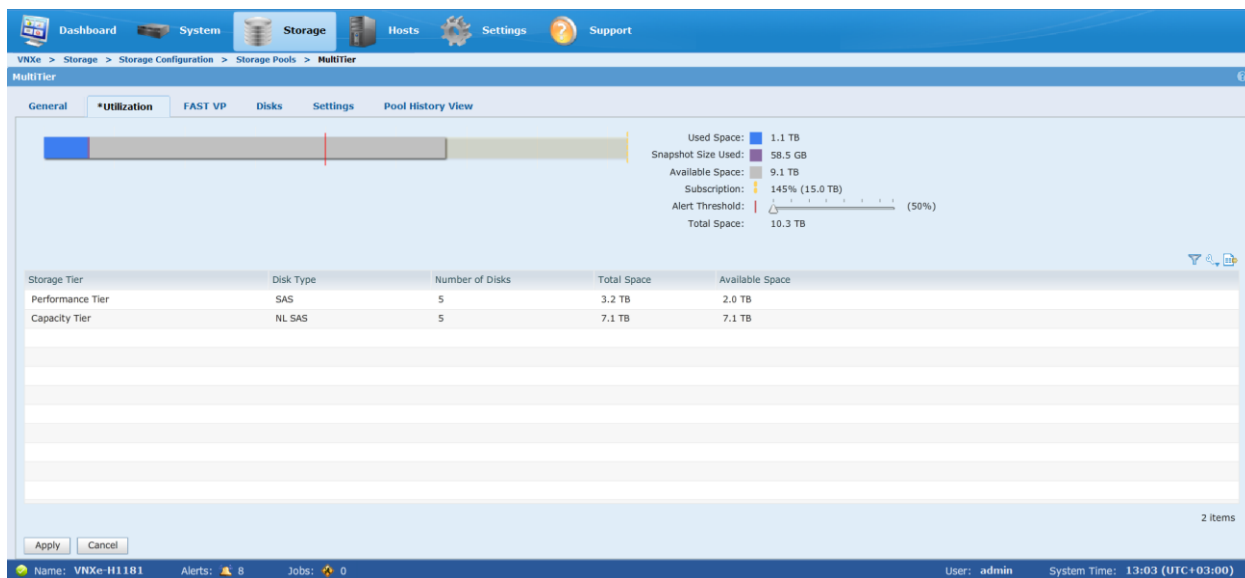 Dashboard System Storage Hosts Settings Support
VNXe > Storage > Storage Configuration > Storage Pools > MultiTier
MultiTier
General *Utilization FAST VP Disks Settings Pool History View
Used Space: 1.1 TB
Snapshot Size Used: 58.5 GB
Available Space: 9.1 TB
Subscription: 145% (15.0 TB)
Alert Threshold: (50%)
Total Space: 10.3 TB
Storage Tier Disk Type Number of Disks Total Space Available Space
Performance Tier SAS 5 3.2 TB 2.0 TB
Capacity Tier NL SAS 5 7.1 TB 7.1 TB
2 items
Apply Cancel
Name: VNXe-H1181 Alerts: 8 Jobs: 0 User: admin System Time: 13:03 (UTC+03:00)